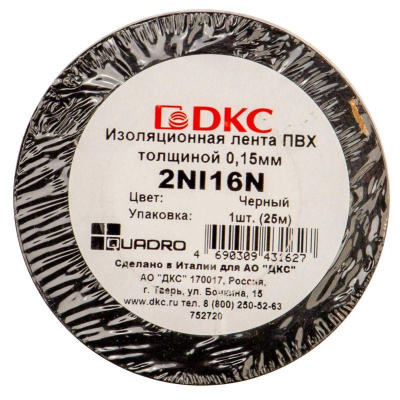 DKC
Изоляционная лента ПВХ
толщиной 0,15мм
2NI16N
Цвет: Черный
Упаковка: 1шт. (25м)
QUADRO
4 690309 431627
Сделано в Италии для АО "ДКС"
АО "ДКС" 170017, Россия,
г. Тверь, ул. Бочкина, 15
www.dkc.ru тел. 8 (800) 250-52-63
752720